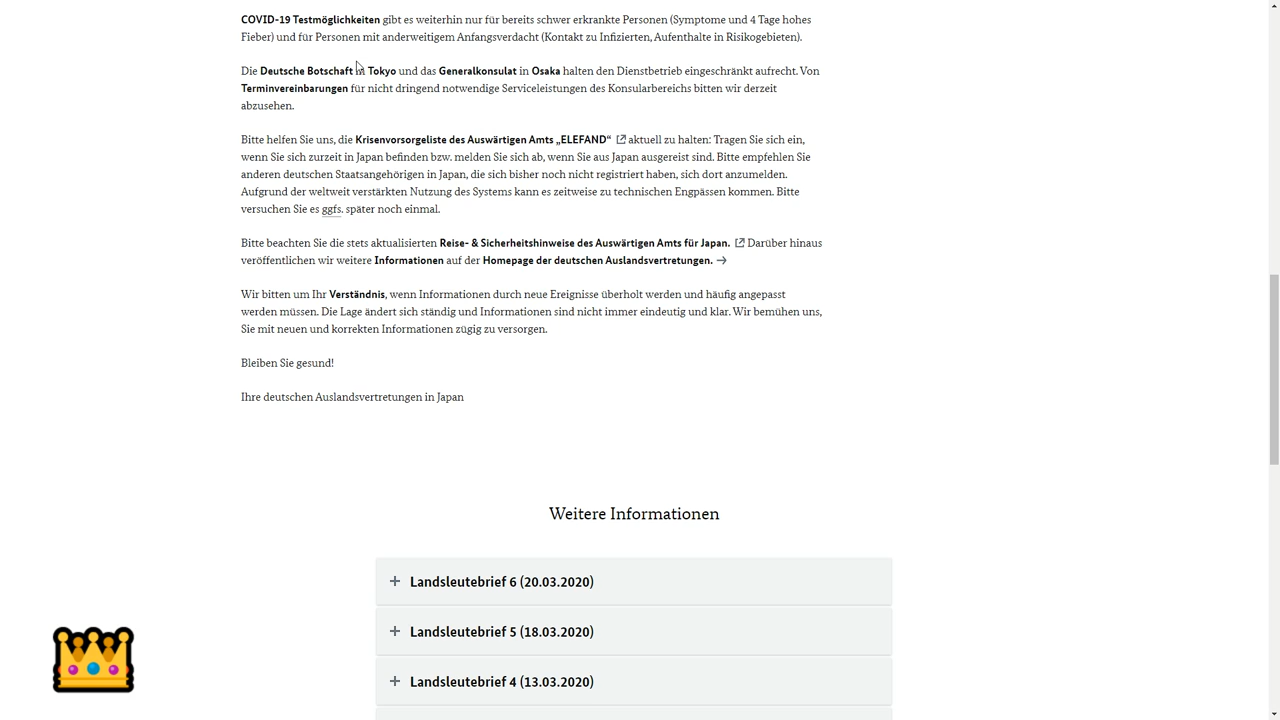 COVID-19 Testmöglichkeiten gibt es weiterhin nur für bereits schwer erkrankte Personen (Symptome und 4 Tage hohes
Fieber) und für Personen mit anderweitigem Anfangsverdacht (Kontakt zu Infizierten, Aufenthalte in Risikogebieten).
Die Deutsche Botschaft in Tokyo und das Generalkonsulat in Osaka halten den Dienstbetrieb eingeschränkt aufrecht. Von
Terminvereinbarungen für nicht dringend notwendige Serviceleistungen des Konsularbereichs bitten wir derzeit
abzusehen.
Bitte helfen Sie uns, die Krisenvorsorgeliste des Auswärtigen Amts „ELEFAND“ aktuell zu halten: Tragen Sie sich ein,
wenn Sie sich zurzeit in Japan befinden bzw. melden Sie sich ab, wenn Sie aus Japan ausgereist sind. Bitte empfehlen Sie
anderen deutschen Staatsangehörigen in Japan, die sich bisher noch nicht registriert haben, sich dort anzumelden.
Aufgrund der weltweit verstärkten Nutzung des Systems kann es zeitweise zu technischen Engpässen kommen. Bitte
versuchen Sie es ggfs. später noch einmal.
Bitte beachten Sie die stets aktualisierten Reise- & Sicherheitshinweise des Auswärtigen Amts für Japan. Darüber hinaus
veröffentlichen wir weitere Informationen auf der Homepage der deutschen Auslandsvertretungen. →
Wir bitten um Ihr Verständnis, wenn Informationen durch neue Ereignisse überholt werden und häufig angepasst
werden müssen. Die Lage ändert sich ständig und Informationen sind nicht immer eindeutig und klar. Wir bemühen uns,
Sie mit neuen und korrekten Informationen zügig zu versorgen.
Bleiben Sie gesund!
Ihre deutschen Auslandsvertretungen in Japan
Weitere Informationen
+ Landsleutebrief 6 (20.03.2020)
+ Landsleutebrief 5 (18.03.2020)
+ Landsleutebrief 4 (13.03.2020)